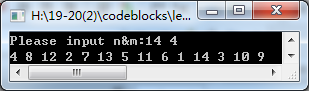 H:\19-20(2)\codeblocks\le...
Please input n&m:14 4
4 8 12 2 7 13 5 11 6 1 14 3 10 9